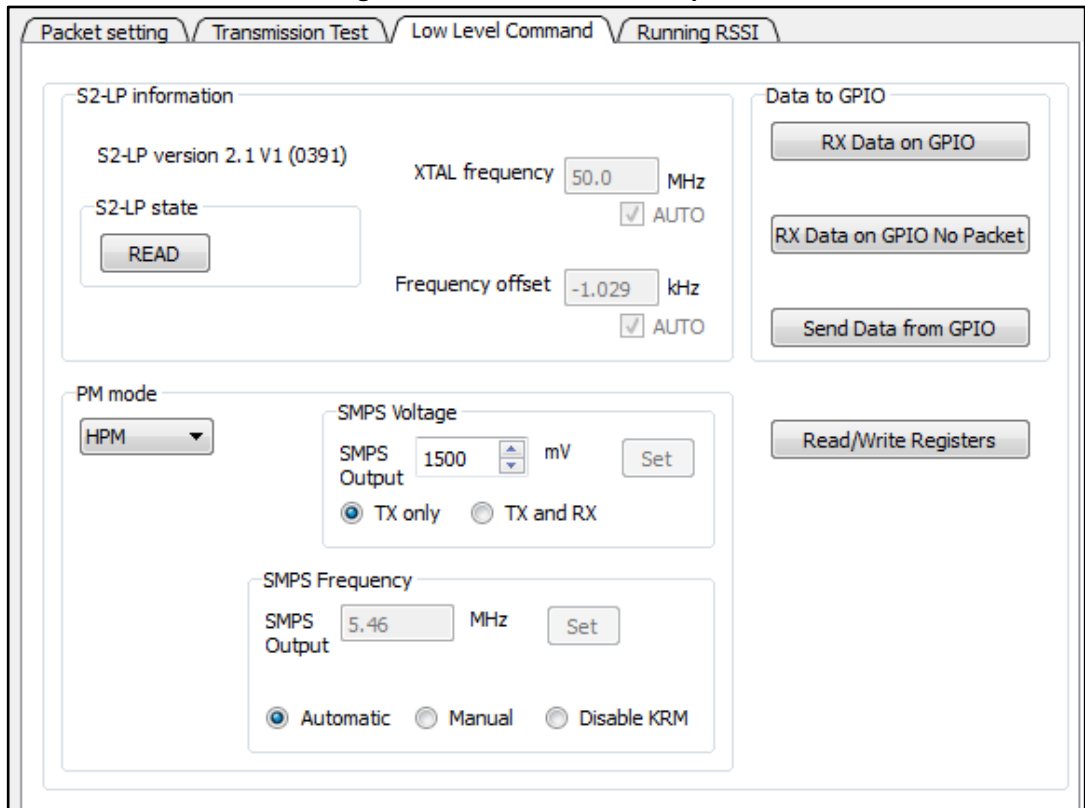 Packet setting
Transmission Test
Low Level Command
Running RSSI
S2-LP information
S2-LP version 2.1 V1 (0391)
XTAL frequency 50.0 MHz
AUTO
S2-LP state
READ
Frequency offset -1.029 kHz
AUTO
Data to GPIO
RX Data on GPIO
RX Data on GPIO No Packet
Send Data from GPIO
PM mode
HPM
SMPS Voltage
SMPS
Output
1500 mV
Set
TX only
TX and RX
Read/Write Registers
SMPS Frequency
SMPS
Output
5.46 MHz
Set
Automatic
Manual
Disable KRM